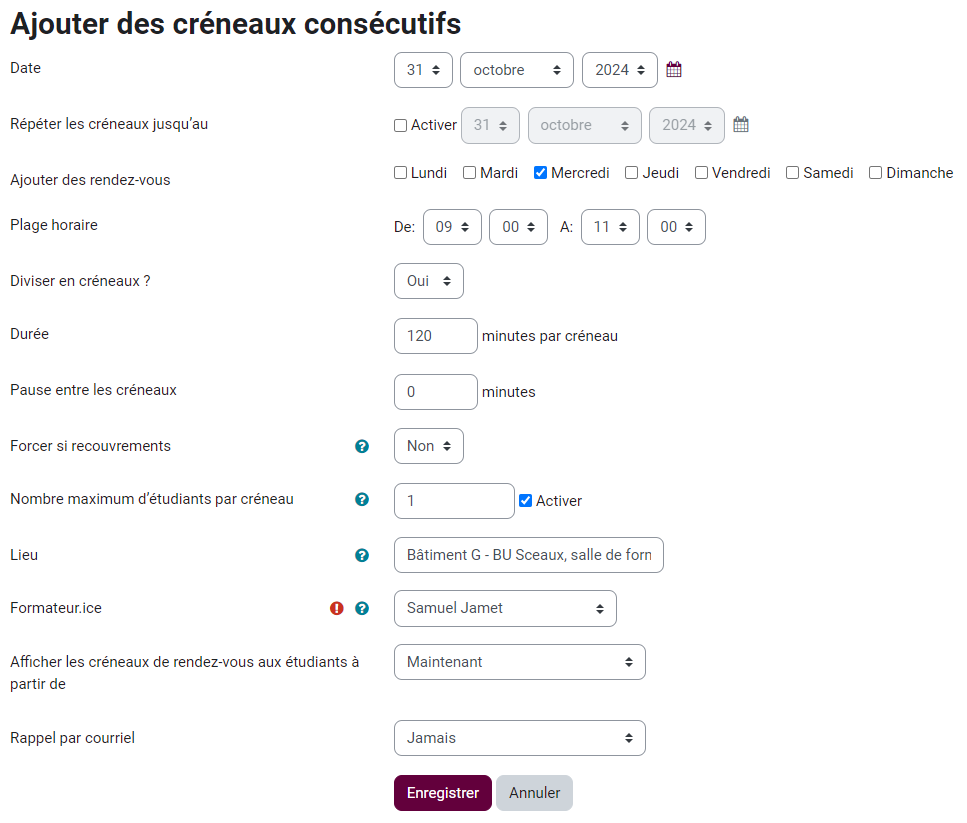 Ajouter des créneaux consécutifs
Date 31 octobre 2024
Répéter les créneaux jusqu’au Activer 31 octobre 2024
Ajouter des rendez-vous Lundi Mardi Mercredi Jeudi Vendredi Samedi Dimanche
Plage horaire De: 09 00 A: 11 00
Diviser en créneaux ? Oui
Durée 120 minutes par créneau
Pause entre les créneaux 0 minutes
Forcer si recouvrements ? Non
Nombre maximum d’étudiants par créneau ? 1 Activer
Lieu ? Bâtiment G - BU Sceaux, salle de forn
Formateur.ice ! ? Samuel Jamet
Afficher les créneaux de rendez-vous aux étudiants à Maintenant
partir de
Rappel par courriel Jamais
Enregistrer Annuler